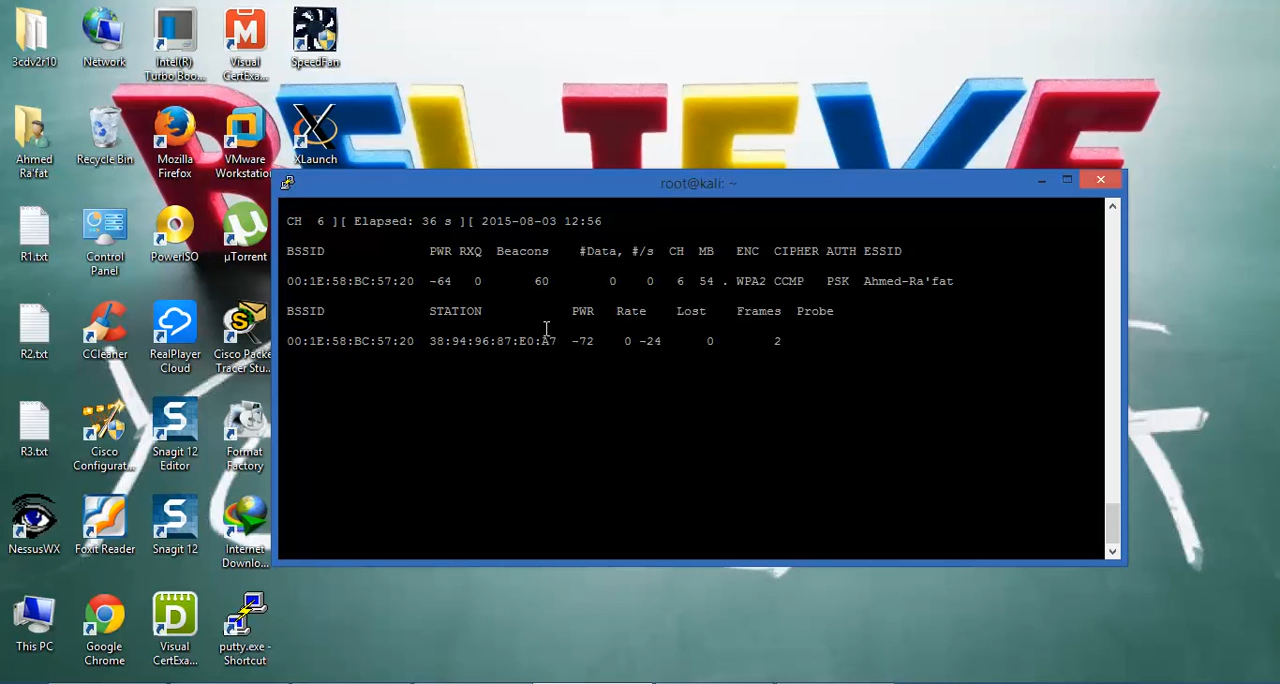 3cdv2r10
Network
Intel(R)
Turbo Boo...
Visual
CertExa...
SpeedFan
BELIEVE
Ahmed
Ra'fat
Recycle Bin
Mozilla
Firefox
VMware
Workstatio...
XLaunch
root@kali: ~
CH 6 ][ Elapsed: 36 s ][ 2015-08-03 12:56
BSSID PWR RXQ Beacons #Data, #/s CH MB ENC CIPHER AUTH ESSID
00:1E:58:BC:57:20 -64 0 60 0 0 6 54 . WPA2 CCMP PSK Ahmed-Ra'fat
BSSID STATION PWR Rate Lost Frames Probe
00:1E:58:BC:57:20 38:94:96:87:E0:A7 -72 0 -24 0 2
R1.txt
Control
Panel
PowerISO
µTorrent
R2.txt
CCleaner
RealPlayer
Cloud
Cisco Packe
Tracer Stu...
R3.txt
Cisco
Configurat...
Snagit 12
Editor
Format
Factory
NessusWX
Foxit Reader
Snagit 12
Internet
Downlo...
This PC
Google
Chrome
Visual
CertExa...
putty.exe -
Shortcut